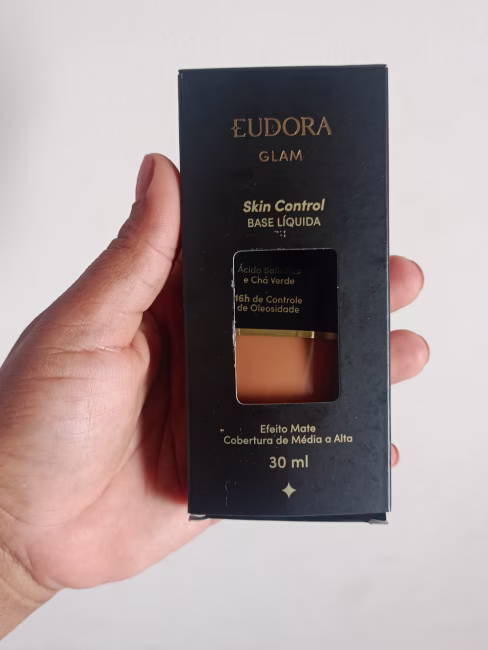 EUDORA
GLAM
Skin Control
BASE LÍQUIDA
Ácido Salicílico
e Chá Verde
16h de Controle
de Oleosidade
Efeito Mate
Cobertura de Média a Alta
30 ml